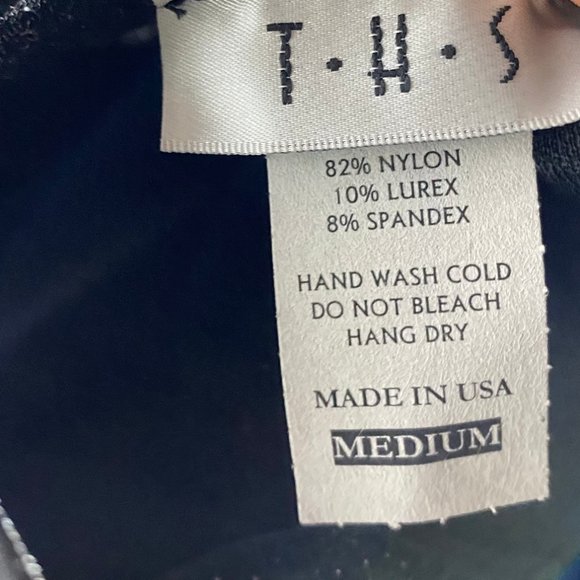 T·H·S
82% NYLON
10% LUREX
8% SPANDEX
HAND WASH COLD
DO NOT BLEACH
HANG DRY
MADE IN USA
MEDIUM